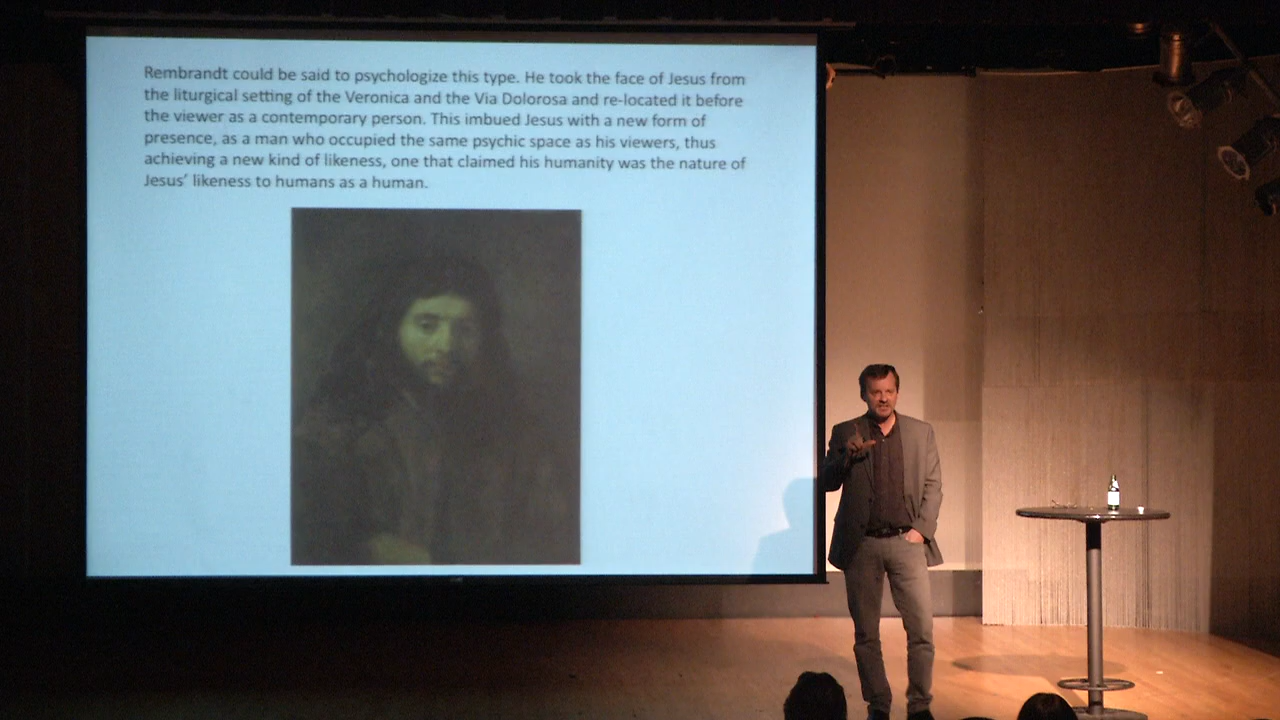 Rembrandt could be said to psychologize this type. He took the face of Jesus from
the liturgical setting of the Veronica and the Via Dolorosa and re-located it before
the viewer as a contemporary person. This imbued Jesus with a new form of
presence, as a man who occupied the same psychic space as his viewers, thus
achieving a new kind of likeness, one that claimed his humanity was the nature of
Jesus’ likeness to humans as a human.